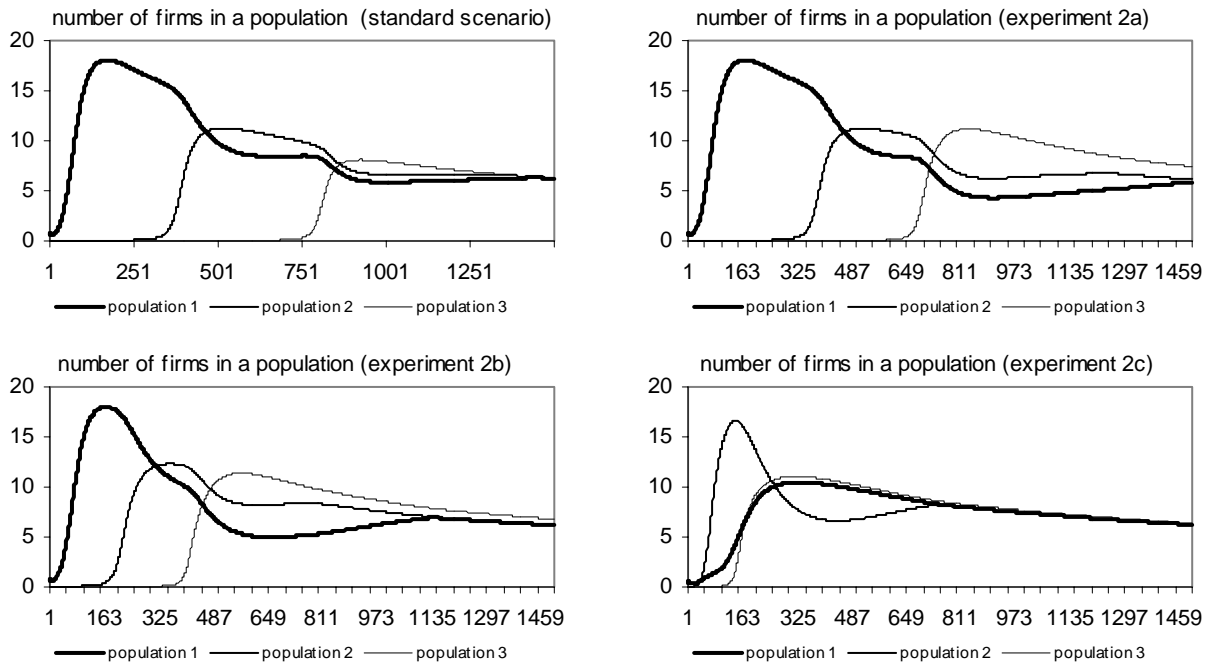 number of firms in a population (standard scenario)
20
15
10
5
0
1 251 501 751 1001 1251
population 1 population 2 population 3
number of firms in a population (experiment 2a)
20
15
10
5
0
1 163 325 487 649 811 973 1135 1297 1459
population 1 population 2 population 3
number of firms in a population (experiment 2b)
20
15
10
5
0
1 163 325 487 649 811 973 1135 1297 1459
population 1 population 2 population 3
number of firms in a population (experiment 2c)
20
15
10
5
0
1 163 325 487 649 811 973 1135 1297 1459
population 1 population 2 population 3